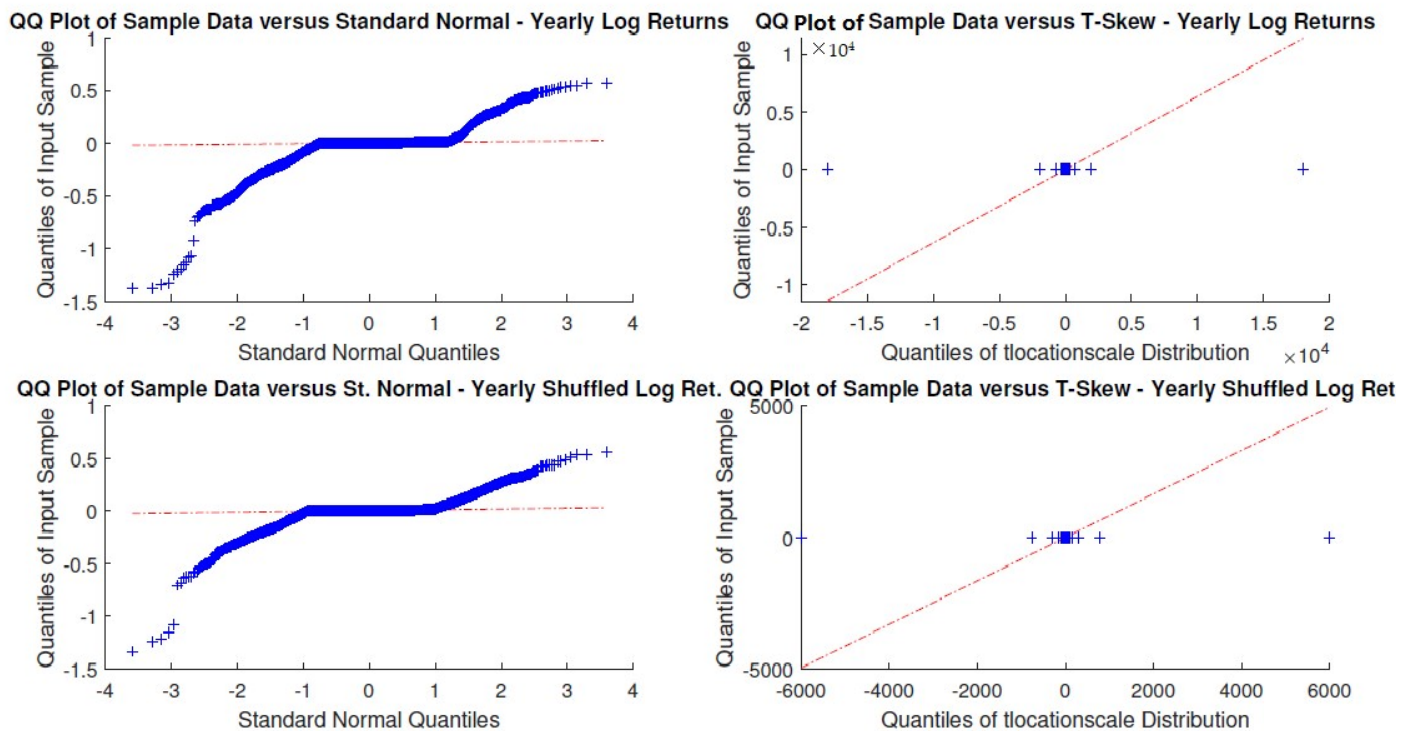 QQ Plot of Sample Data versus Standard Normal - Yearly Log Returns
1
0.5
0
-0.5
-1
-1.5
Quantiles of Input Sample
-4 -3 -2 -1 0 1 2 3 4
Standard Normal Quantiles
QQ Plot of Sample Data versus T-Skew - Yearly Log Returns
×10⁴
1
0.5
0
-0.5
-1
Quantiles of Input Sample
-2 -1.5 -1 -0.5 0 0.5 1 1.5 2
Quantiles of tlocationscale Distribution ×10⁴
QQ Plot of Sample Data versus St. Normal - Yearly Shuffled Log Ret.
1
0.5
0
-0.5
-1
-1.5
Quantiles of Input Sample
-4 -3 -2 -1 0 1 2 3 4
Standard Normal Quantiles
QQ Plot of Sample Data versus T-Skew - Yearly Shuffled Log Ret
5000
0
-5000
Quantiles of Input Sample
-6000 -4000 -2000 0 2000 4000 6000
Quantiles of tlocationscale Distribution